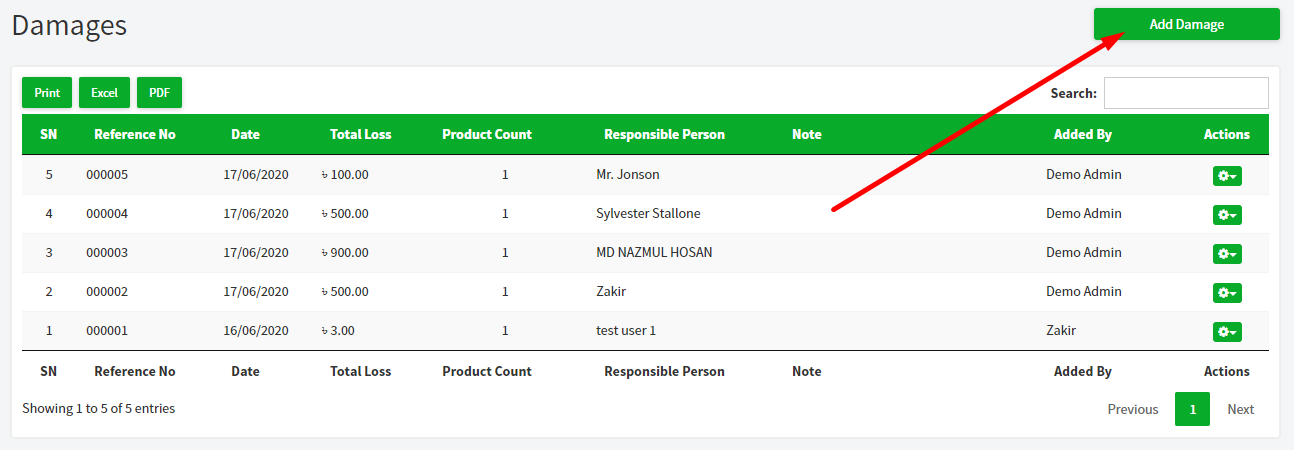 Damages
Add Damage
Print Excel PDF Search:
SN Reference No Date Total Loss Product Count Responsible Person Note Added By Actions
5 000005 17/06/2020 ৳ 100.00 1 Mr. Jonson Demo Admin
4 000004 17/06/2020 ৳ 500.00 1 Sylvester Stallone Demo Admin
3 000003 17/06/2020 ৳ 900.00 1 MD NAZMUL HOSAN Demo Admin
2 000002 17/06/2020 ৳ 500.00 1 Zakir Demo Admin
1 000001 16/06/2020 ৳ 3.00 1 test user 1 Zakir
SN Reference No Date Total Loss Product Count Responsible Person Note Added By Actions
Showing 1 to 5 of 5 entries Previous 1 Next